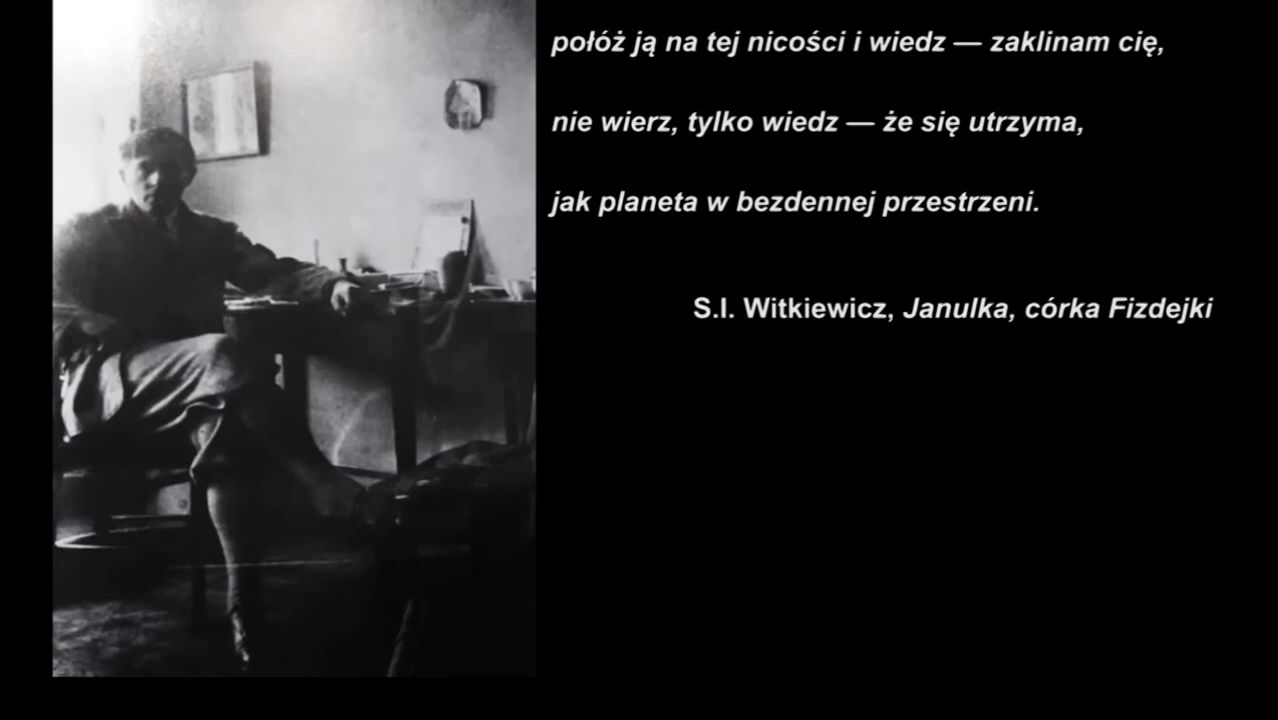 połóż ją na tej nicości i wiedz — zaklinam cię,
nie wierz, tylko wiedz — że się utrzyma,
jak planeta w bezdennej przestrzeni.
S.I. Witkiewicz, Janulka, córka Fizdejki